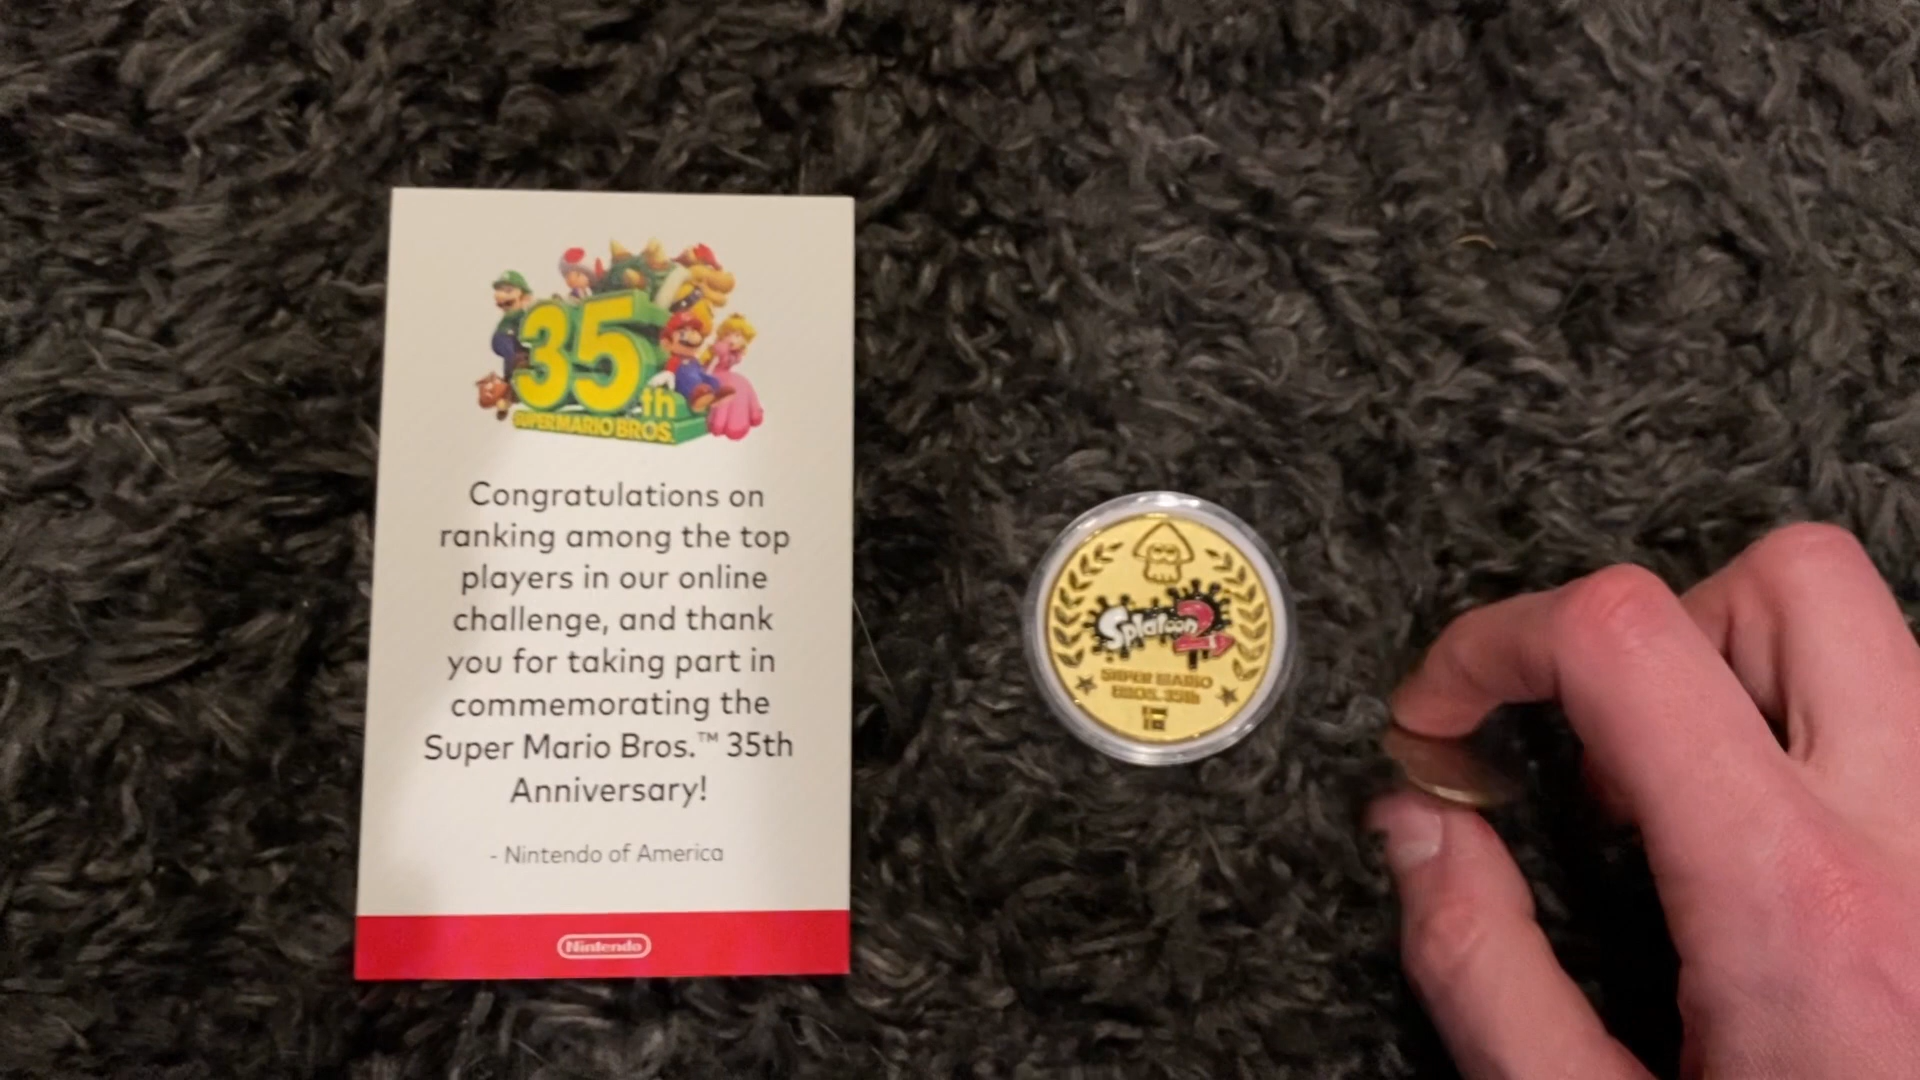 35th
SUPER MARIO BROS.
Congratulations on
ranking among the top
players in our online
challenge, and thank
you for taking part in
commemorating the
Super Mario Bros.™ 35th
Anniversary!
- Nintendo of America
Nintendo
Splatoon 2
SUPER MARIO
BROS. 35th